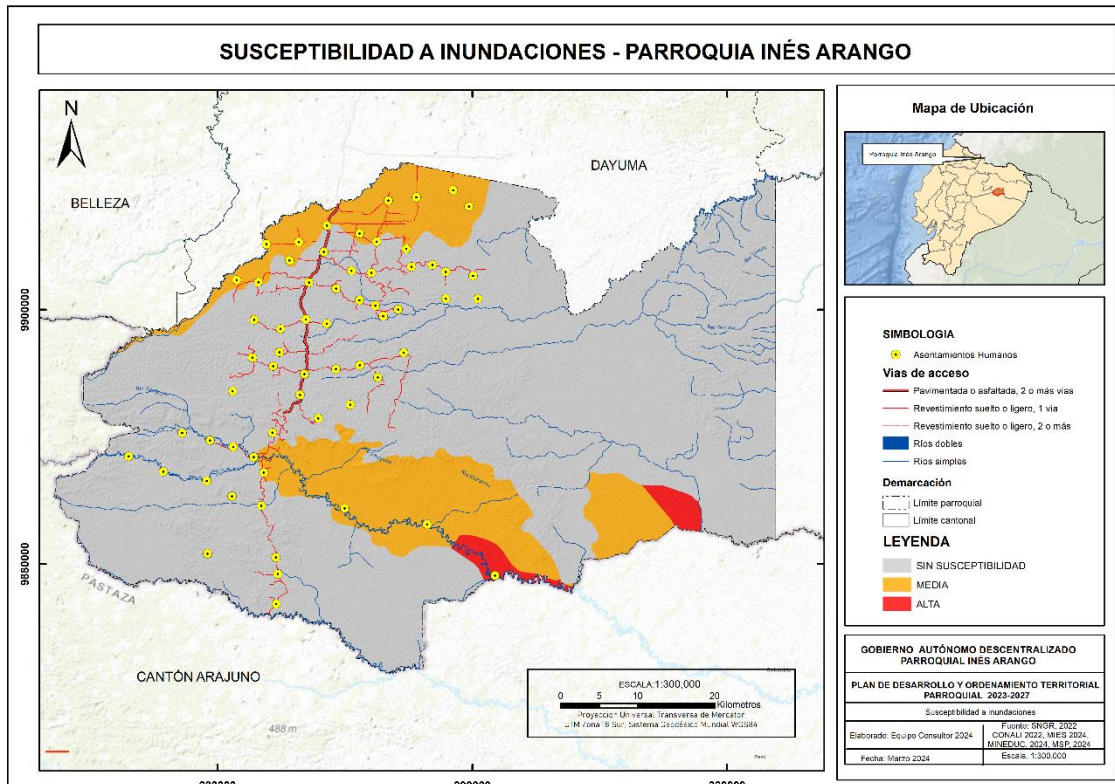 SUSCEPTIBILIDAD A INUNDACIONES - PARROQUIA INÉS ARANGO
N
DAYUMA
BELLEZA
9900000
9880000
PASTAZA
CANTÓN ARAJUNO
488 m
ESCALA:1:300,000
0 5 10 20
Kilometros
Proyección Universal Transversa de Mercator
UTM Zona 18 Sur, Sistema Geodésico Mundial WGS84
Mapa de Ubicación
Parroquia Inés Arango
SIMBOLOGIA
Asentamientos Humanos
Vias de acceso
Pavimentada o asfaltada, 2 o más vias
Revestimiento suelto o ligero, 1 via
Revestimiento suelto o ligero, 2 o más
Ríos dobles
Rios simples
Demarcación
Límite parroquial
Límite cantonal
LEYENDA
SIN SUSCEPTIBILIDAD
MEDIA
ALTA
GOBIERNO AUTÓNOMO DESCENTRALIZADO
PARROQUIAL INÉS ARANGO
PLAN DE DESARROLLO Y ORDENAMIENTO TERRITORIAL
PARROQUIAL 2023-2027
Susceptibilidad a inundaciones
Elaborado: Equipo Consultor 2024
Fuente: SNGR, 2022
CONALI 2022, MIES 2024,
MINEDUC, 2024, MSP, 2024
Fecha: Marzo 2024
Escala. 1:300.000